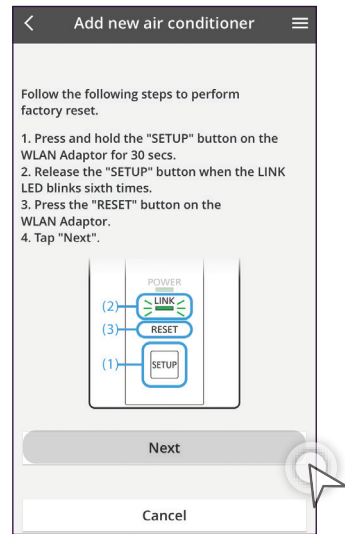 Add new air conditioner
Follow the following steps to perform
factory reset.
1. Press and hold the "SETUP" button on the
WLAN Adaptor for 30 secs.
2. Release the "SETUP" button when the LINK
LED blinks sixth times.
3. Press the "RESET" button on the
WLAN Adaptor.
4. Tap "Next".
POWER
(2) LINK
(3) RESET
(1) SETUP
Next
Cancel